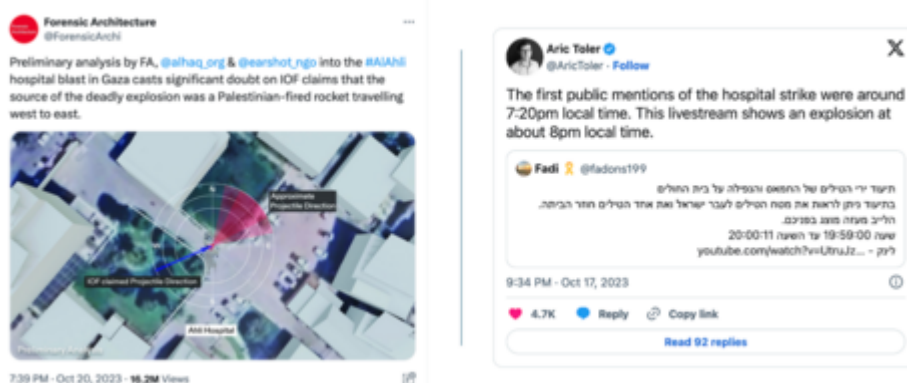 Forensic Architecture
@ForensicArchi
Preliminary analysis by FA, @alhaq_org & @earshot_ngo into the #AlAhli
hospital blast in Gaza casts significant doubt on IOF claims that the
source of the deadly explosion was a Palestinian-fired rocket travelling
west to east.
Approximate
Projectile Direction
IOF claimed Projectile Direction
Ahli Hospital
7:39 PM · Oct 20, 2023 · 16.2M Views
Aric Toler
@AricToler · Follow
The first public mentions of the hospital strike were around
7:20pm local time. This livestream shows an explosion at
about 8pm local time.
Fadi @fadons199
תיעוד ירי הטילים של החמאס והנפילה על בית החולים
בתיעוד ניתן לראות את מטח הטילים לעבר ישראל ואת אחד הטילים חוזר הביתה.
הלייב מעזה מוצג בפניכם.
שעה 19:59:00 עד השעה 20:00:11
לינק - youtube.com/watch?v=UtruJz...
9:34 PM · Oct 17, 2023
4.7K Reply Copy link
Read 92 replies